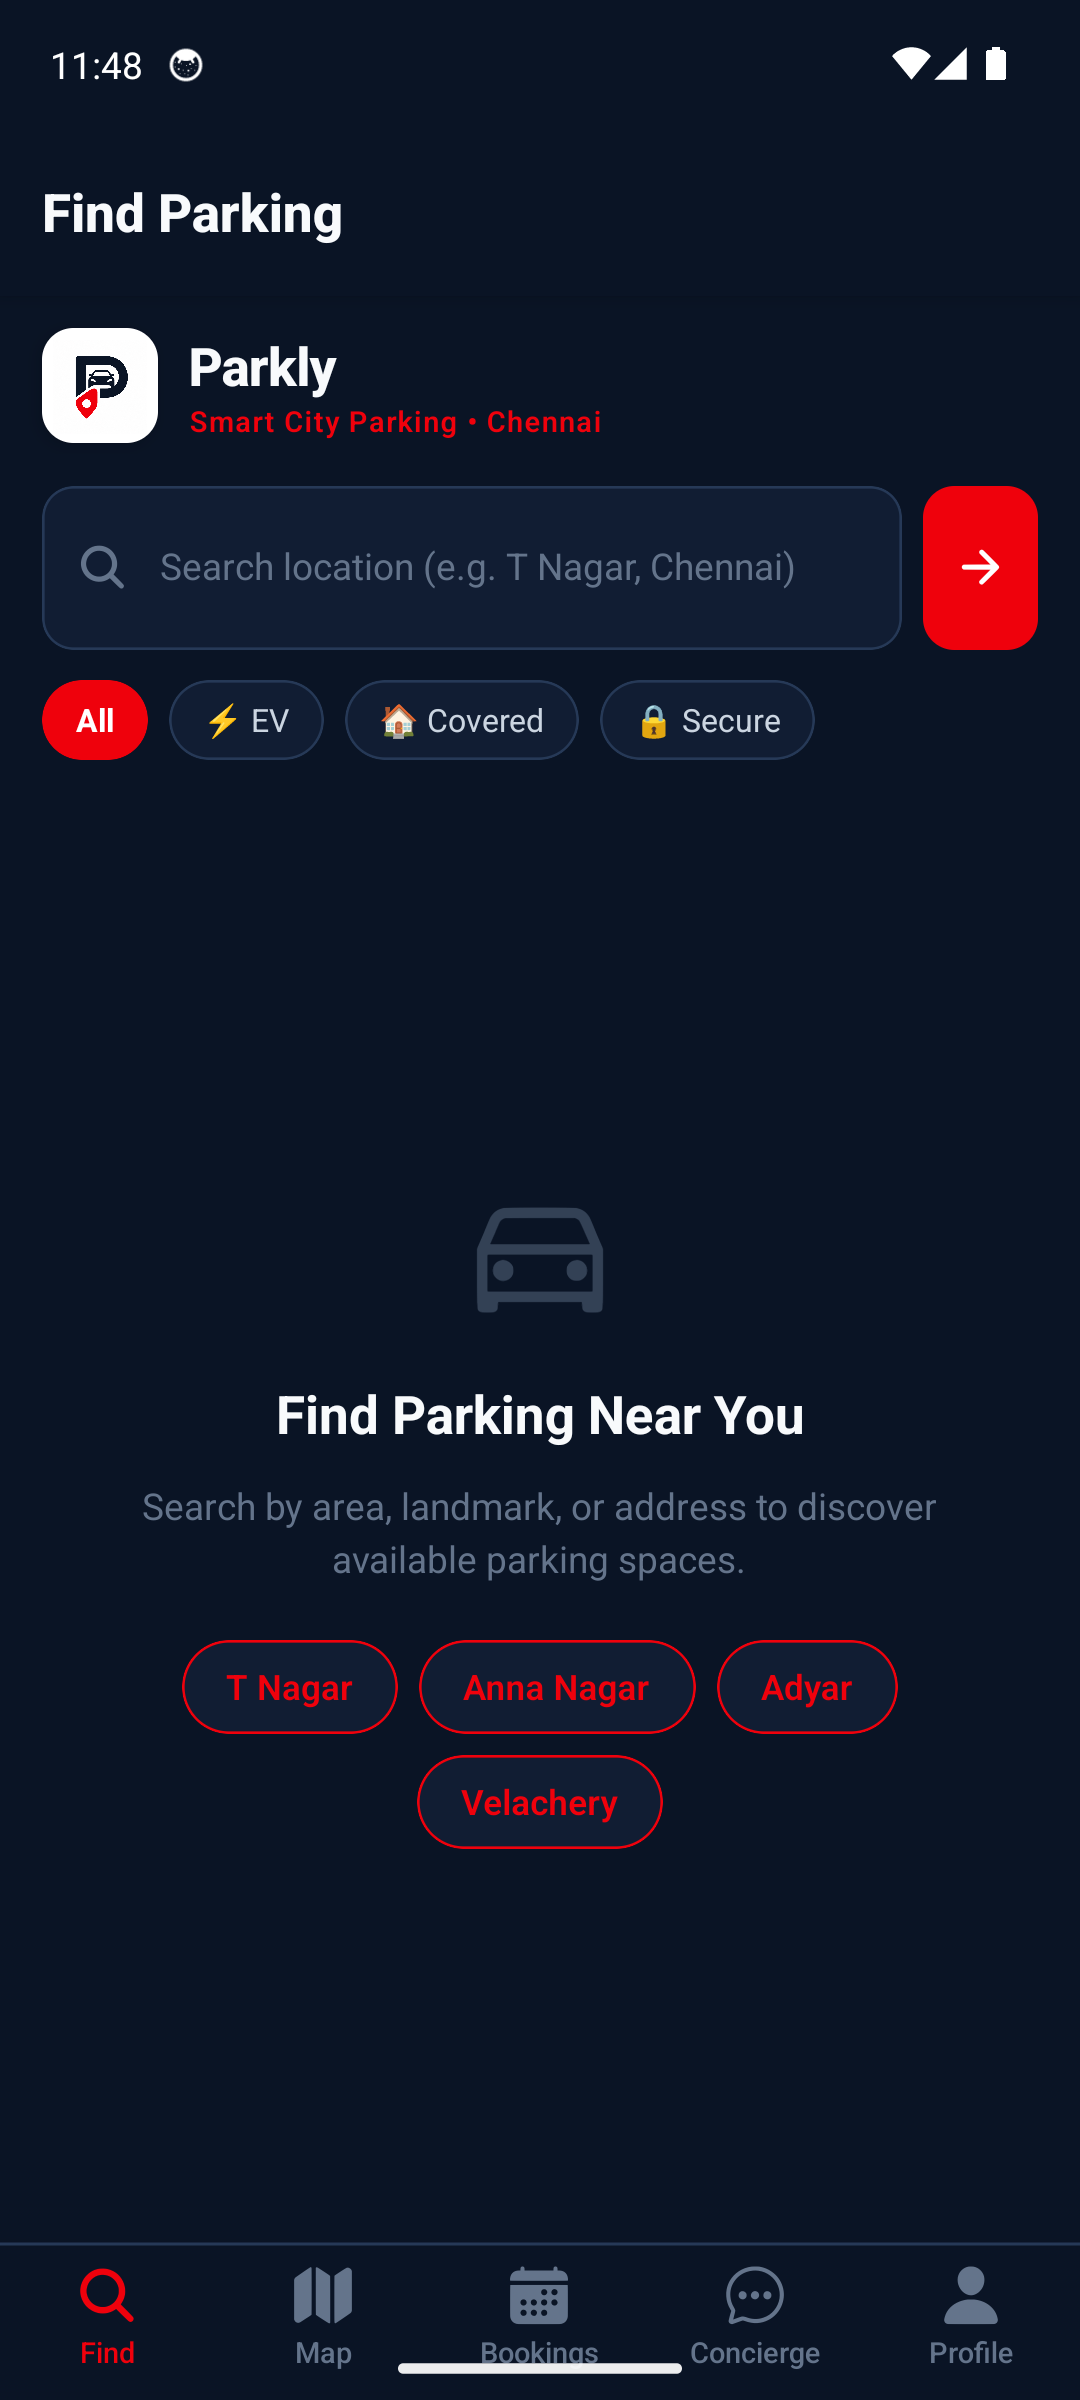 11:48
Find Parking
Parkly
Smart City Parking • Chennai
Search location (e.g. T Nagar, Chennai)
All
⚡ EV
🏠 Covered
🔒 Secure
Find Parking Near You
Search by area, landmark, or address to discover
available parking spaces.
T Nagar
Anna Nagar
Adyar
Velachery
Find
Map
Bookings
Concierge
Profile